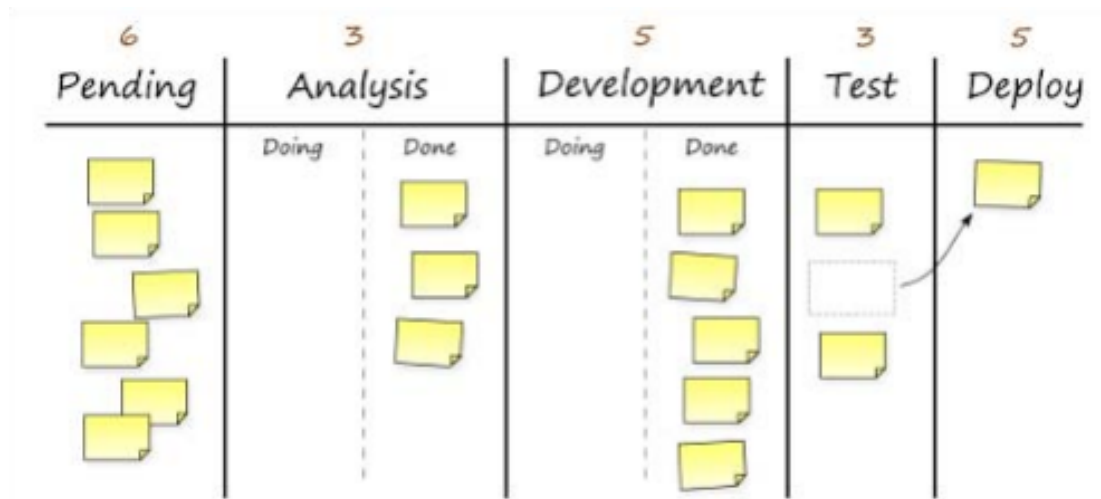 6 3 5 3 5
Pending Analysis Development Test Deploy
Doing Done Doing Done